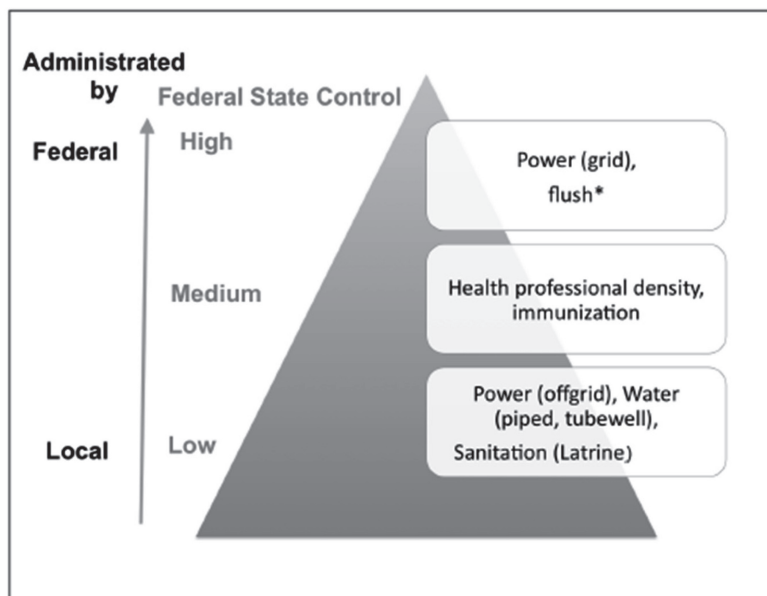 Administrated
by
Federal State Control
Federal
High
Power (grid),
flush*
Medium
Health professional density,
immunization
Local
Low
Power (offgrid), Water
(piped, tubewell),
Sanitation (Latrine)